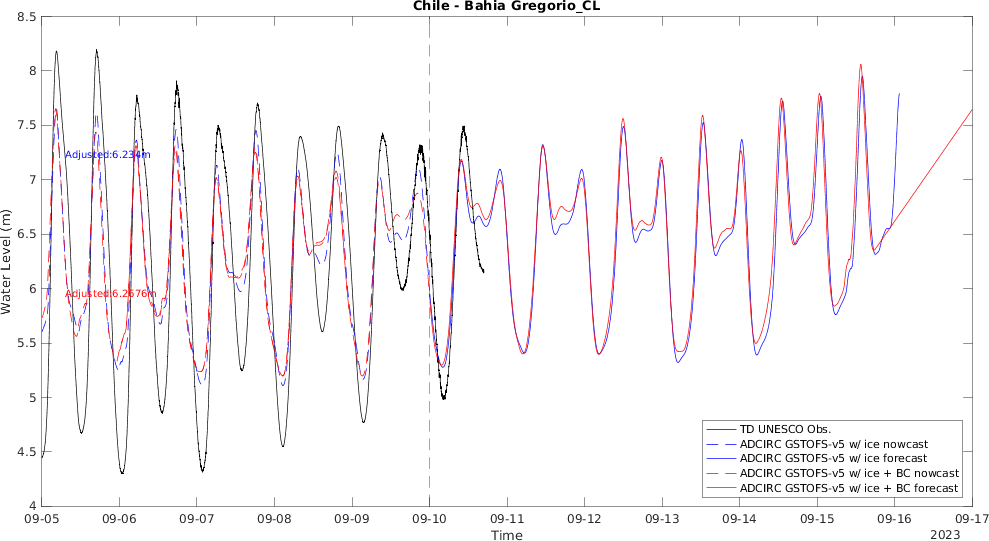 Chile - Bahia Gregorio_CL
8.5
8
7.5
7
6.5
6
5.5
5
4.5
4
Water Level (m)
Adjusted:6.234m
Adjusted:6.2676m
TD UNESCO Obs.
ADCIRC GSTOFS-v5 w/ ice nowcast
ADCIRC GSTOFS-v5 w/ ice forecast
ADCIRC GSTOFS-v5 w/ ice + BC nowcast
ADCIRC GSTOFS-v5 w/ ice + BC forecast
09-05 09-06 09-07 09-08 09-09 09-10 09-11 09-12 09-13 09-14 09-15 09-16 09-17
Time
2023